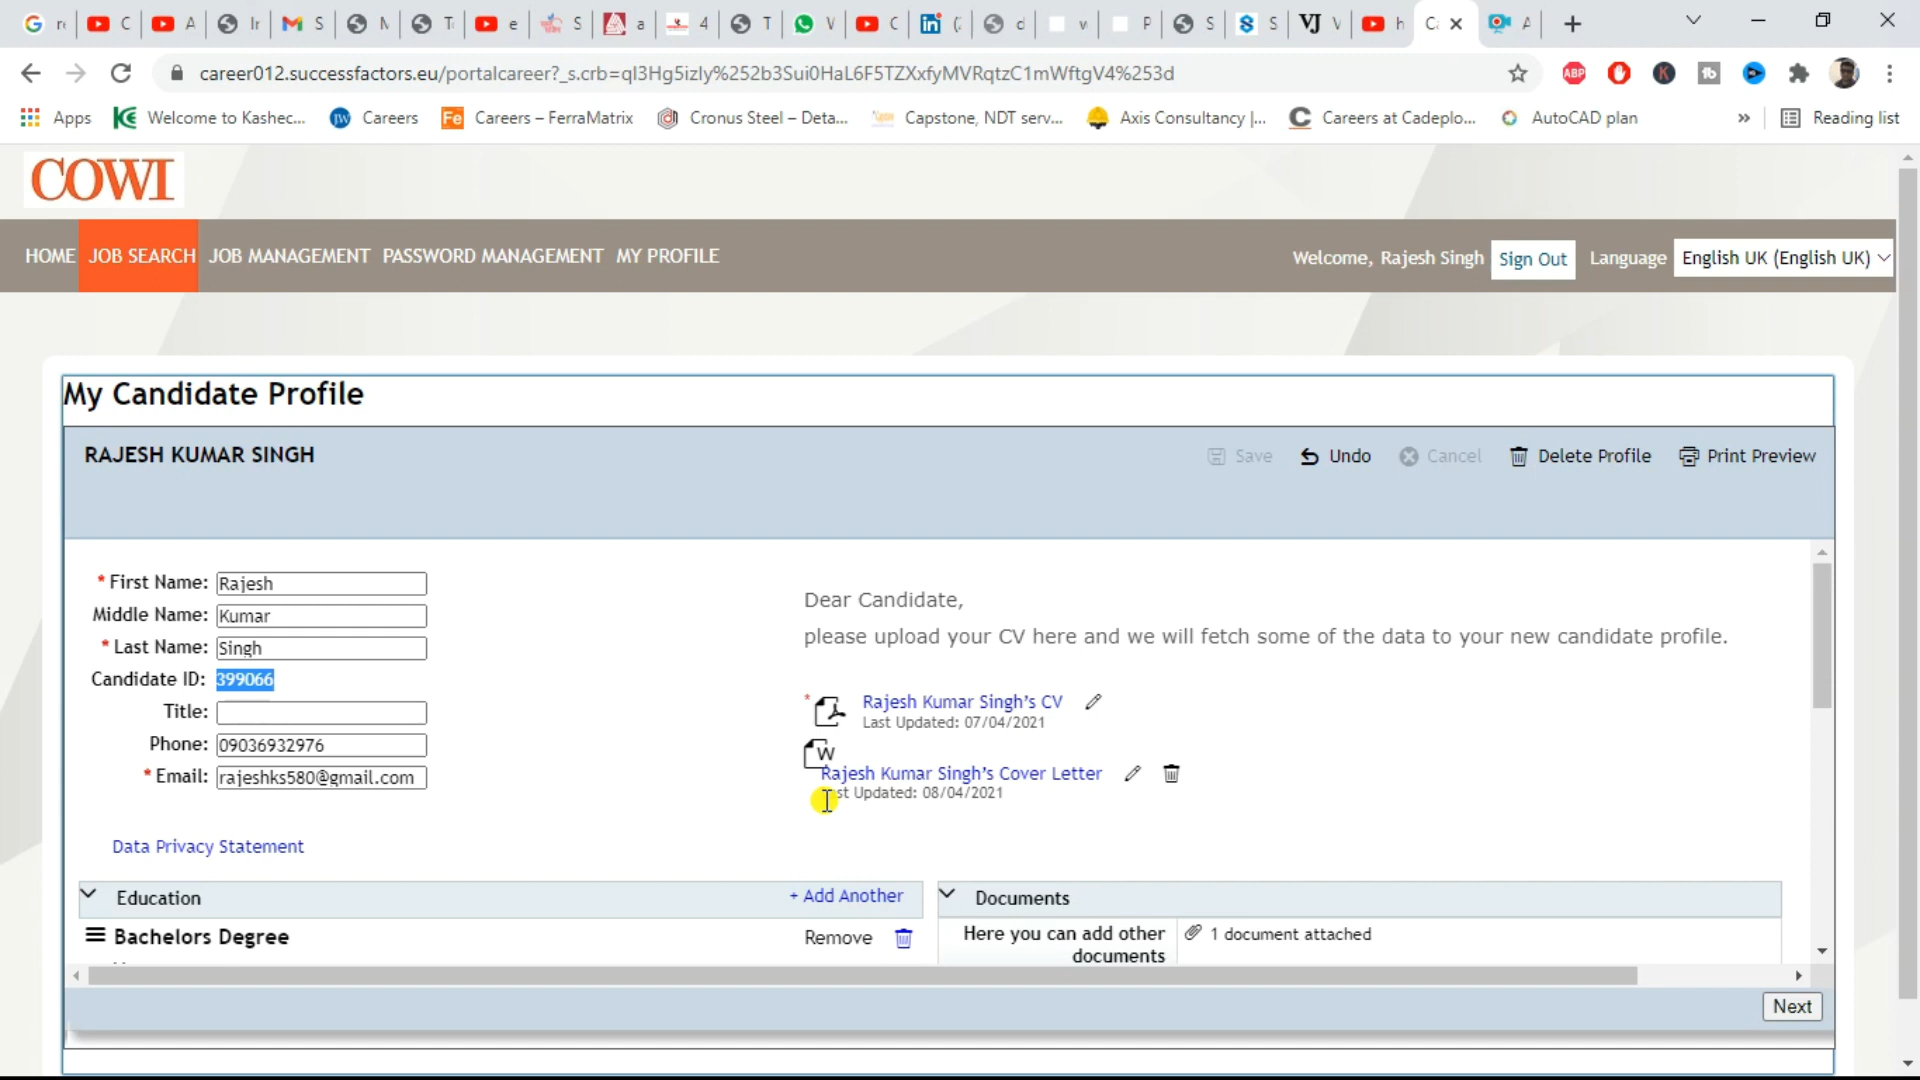 career012.successfactors.eu/portalcareer?_s.crb=ql3Hg5izly%252b3Sui0HaL6F5TZXxfyMVRqtzC1mWftgV4%253d
Apps Welcome to Kashec... Careers Careers – FerraMatrix Cronus Steel – Deta... Capstone, NDT serv... Axis Consultancy |... Careers at Cadeplo... AutoCAD plan » Reading list
COWI
HOME JOB SEARCH JOB MANAGEMENT PASSWORD MANAGEMENT MY PROFILE Welcome, Rajesh Singh Sign Out Language English UK (English UK)
My Candidate Profile
RAJESH KUMAR SINGH Save Undo Cancel Delete Profile Print Preview
* First Name: Rajesh
Middle Name: Kumar
* Last Name: Singh
Candidate ID: 399066
Title:
Phone: 09036932976
* Email: rajeshks580@gmail.com
Data Privacy Statement
Dear Candidate,
please upload your CV here and we will fetch some of the data to your new candidate profile.
* Rajesh Kumar Singh's CV
Last Updated: 07/04/2021
Rajesh Kumar Singh's Cover Letter
Updated: 08/04/2021
Education + Add Another
Bachelors Degree Remove
Documents
Here you can add other 1 document attached
documents
Next